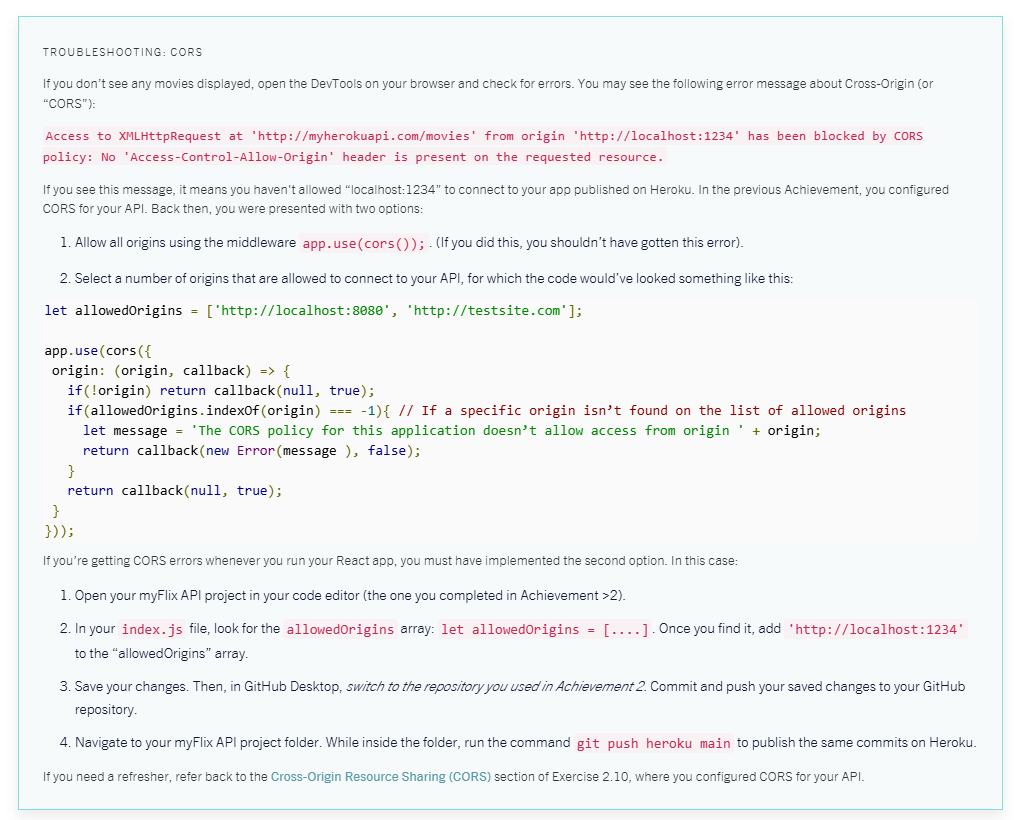 TROUBLESHOOTING: CORS
If you don’t see any movies displayed, open the DevTools on your browser and check for errors. You may see the following error message about Cross-Origin (or
“CORS”):
Access to XMLHttpRequest at 'http://myherokuapi.com/movies' from origin 'http://localhost:1234' has been blocked by CORS
policy: No 'Access-Control-Allow-Origin' header is present on the requested resource.
If you see this message, it means you haven’t allowed “localhost:1234” to connect to your app published on Heroku. In the previous Achievement, you configured
CORS for your API. Back then, you were presented with two options:
1. Allow all origins using the middleware app.use(cors()); . (If you did this, you shouldn’t have gotten this error).
2. Select a number of origins that are allowed to connect to your API, for which the code would’ve looked something like this:
let allowedOrigins = ['http://localhost:8080', 'http://testsite.com'];
app.use(cors({
origin: (origin, callback) => {
if(!origin) return callback(null, true);
if(allowedOrigins.indexOf(origin) === -1){ // If a specific origin isn’t found on the list of allowed origins
let message = 'The CORS policy for this application doesn’t allow access from origin ' + origin;
return callback(new Error(message ), false);
}
return callback(null, true);
}
}));
If you’re getting CORS errors whenever you run your React app, you must have implemented the second option. In this case:
1. Open your myFlix API project in your code editor (the one you completed in Achievement >2).
2. In your index.js file, look for the allowedOrigins array: let allowedOrigins = [....] . Once you find it, add 'http://localhost:1234'
to the “allowedOrigins” array.
3. Save your changes. Then, in GitHub Desktop, switch to the repository you used in Achievement 2. Commit and push your saved changes to your GitHub
repository.
4. Navigate to your myFlix API project folder. While inside the folder, run the command git push heroku main to publish the same commits on Heroku.
If you need a refresher, refer back to the Cross-Origin Resource Sharing (CORS) section of Exercise 2.10, where you configured CORS for your API.